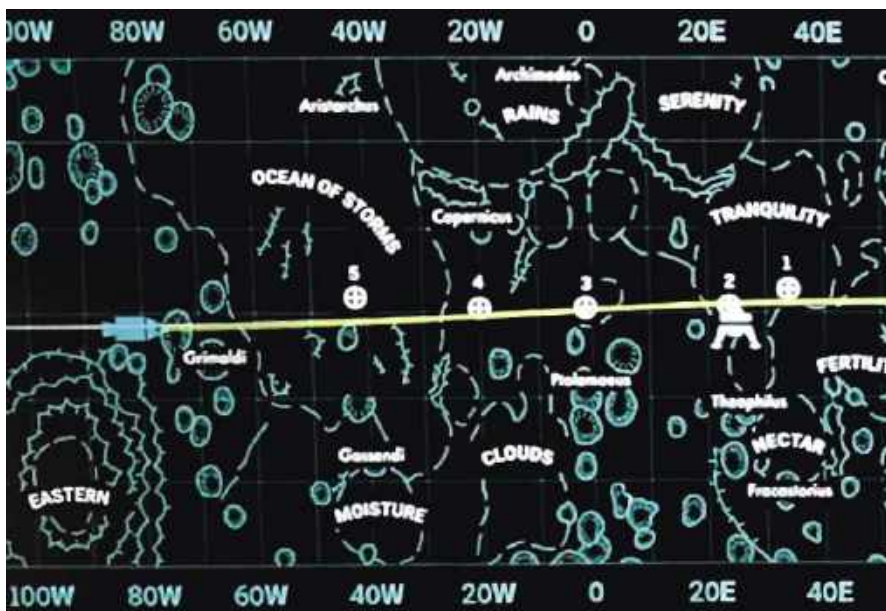 00W 80W 60W 40W 20W 0 20E 40E
Archimedes
Aristarchus
RAINS
SERENITY
OCEAN OF STORMS
Copernicus
TRANQUILITY
5
4
3
2
1
Grimaldi
Ptolemaeus
FERTILIT
Theophilus
Gassendi
CLOUDS
NECTAR
EASTERN
MOISTURE
Fracastorius
100W 80W 60W 40W 20W 0 20E 40E